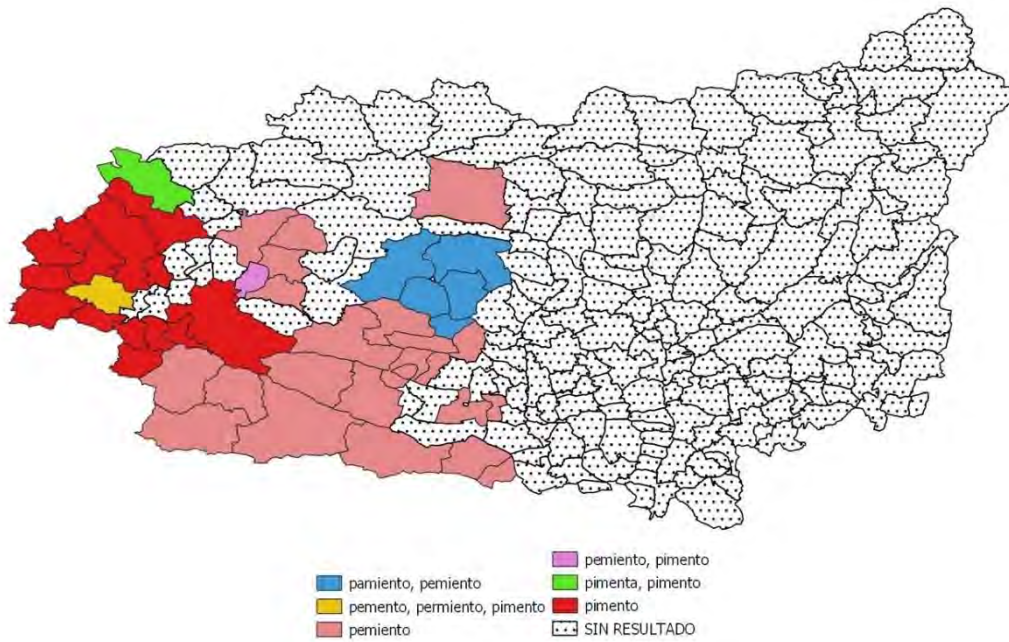 pamiento, pemiento
pemento, permiento, pimento
pemiento
pemiento, pimento
pimenta, pimento
pimento
SIN RESULTADO